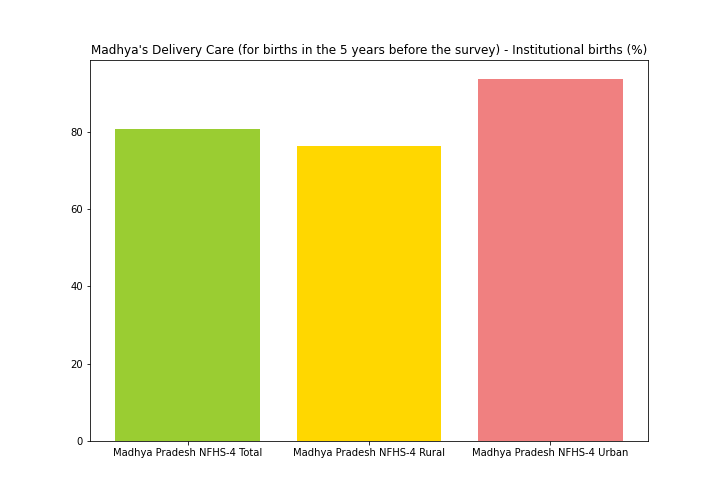 Madhya's Delivery Care (for births in the 5 years before the survey) - Institutional births (%)
80
60
40
20
0
Madhya Pradesh NFHS-4 Total
Madhya Pradesh NFHS-4 Rural
Madhya Pradesh NFHS-4 Urban